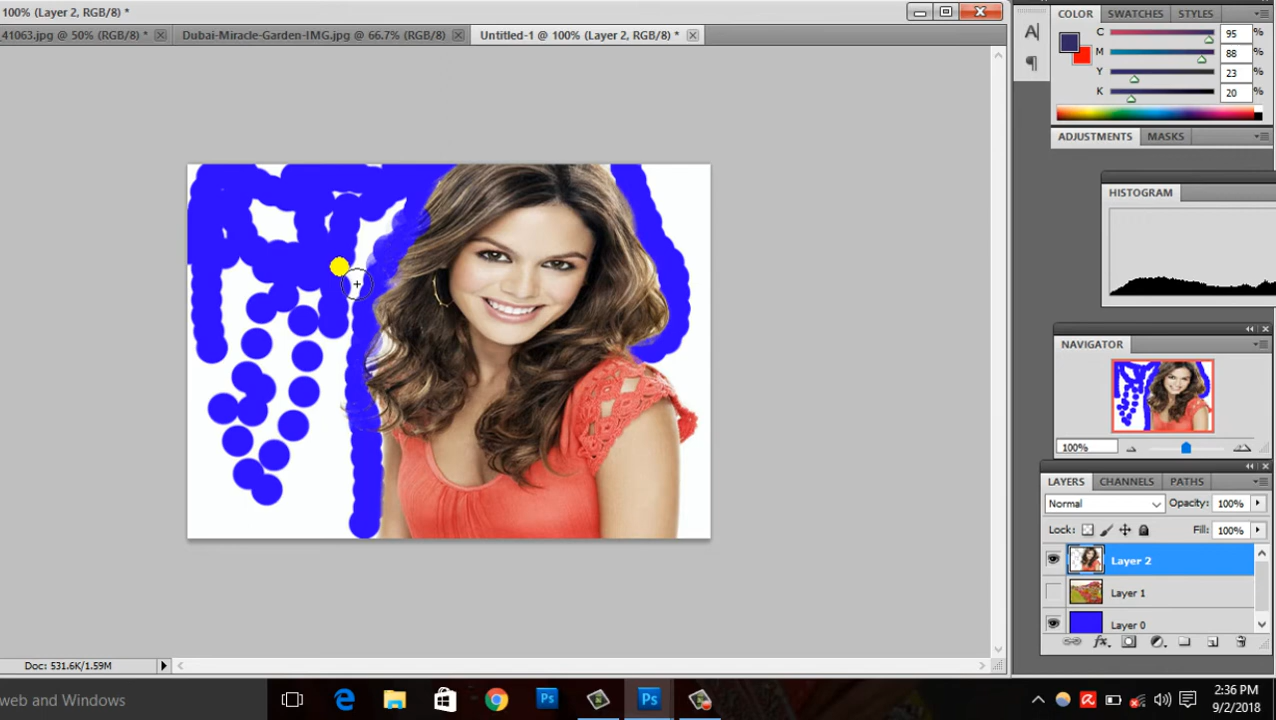 100% (Layer 2, RGB/8) *
_41063.jpg @ 50% (RGB/8) *
Dubai-Miracle-Garden-IMG.jpg @ 66.7% (RGB/8)
Untitled-1 @ 100% (Layer 2, RGB/8) *
A
COLOR
SWATCHES
STYLES
C
95
%
M
88
%
Y
23
%
K
20
%
ADJUSTMENTS
MASKS
HISTOGRAM
NAVIGATOR
100%
LAYERS
CHANNELS
PATHS
Normal
Opacity:
100%
Lock:
Fill:
100%
Layer 2
Layer 1
Layer 0
Doc: 531.6K/1.59M
web and Windows
Ps
Ps
2:36 PM
9/2/2018